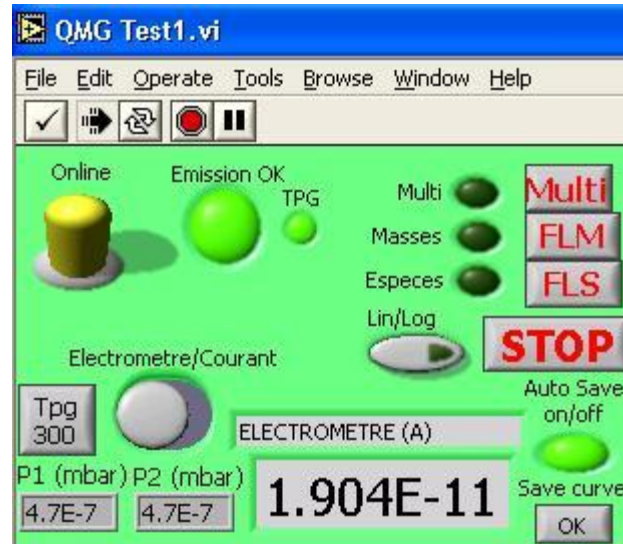 QMG Test1.vi
File Edit Operate Tools Browse Window Help
Online
Emission OK
TPG
Multi
Multi
Masses
FLM
Especes
FLS
Lin/Log
STOP
Electrometre/Courant
Auto Save
on/off
Tpg
300
ELECTROMETRE (A)
P1 (mbar)
P2 (mbar)
4.7E-7
4.7E-7
1.904E-11
Save curve
OK